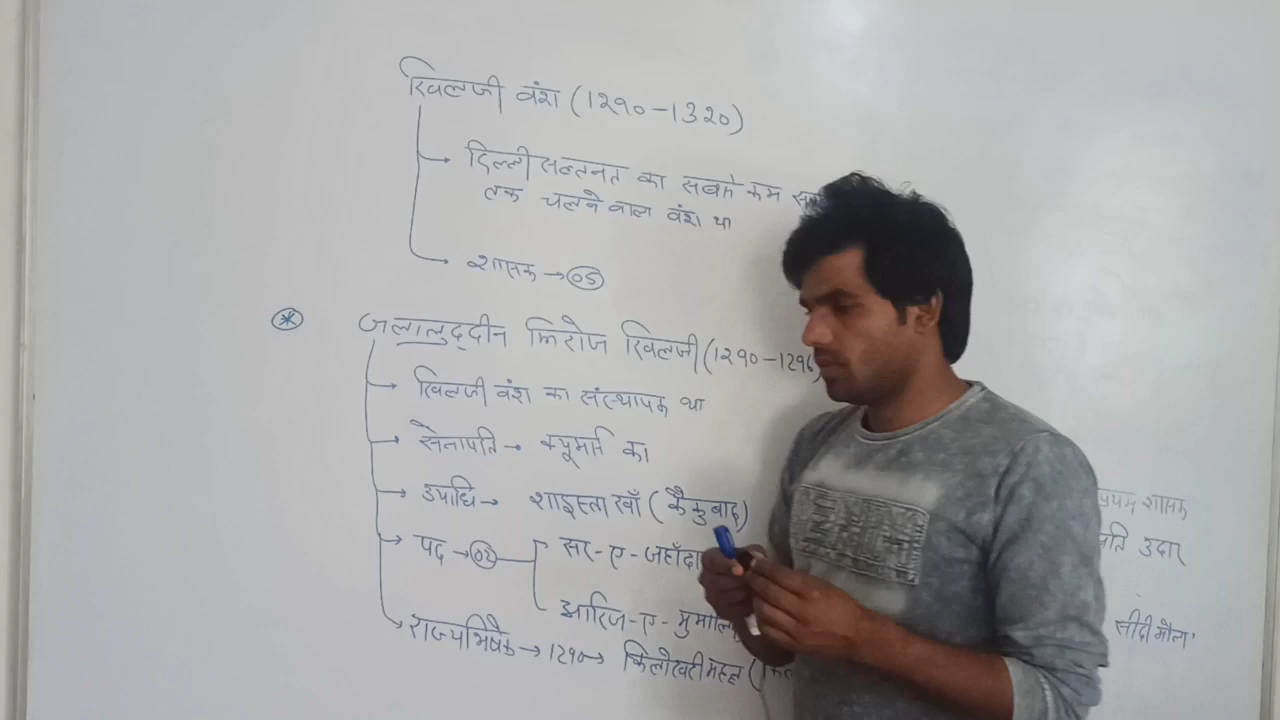 खिलजी वंश (1290-1320)
दिल्ली सल्तनत का सबसे कम
तक चलने वाला वंश था
शासक → 05
* जलालुद्दीन फिरोज खिलजी (1290-1296)
खिलजी वंश का संस्थापक था
सेनापति → क्यूमर्स का
उपाधि → शाइस्ता खाँ (कैकुबाद)
पद → 02 सर-ए-जहाँदा
आरिज-ए-मुमालि
राज्यभिषेक → 1290 → किलोखरी महल
प्रथम शासक
उदार
सीदी मौला'